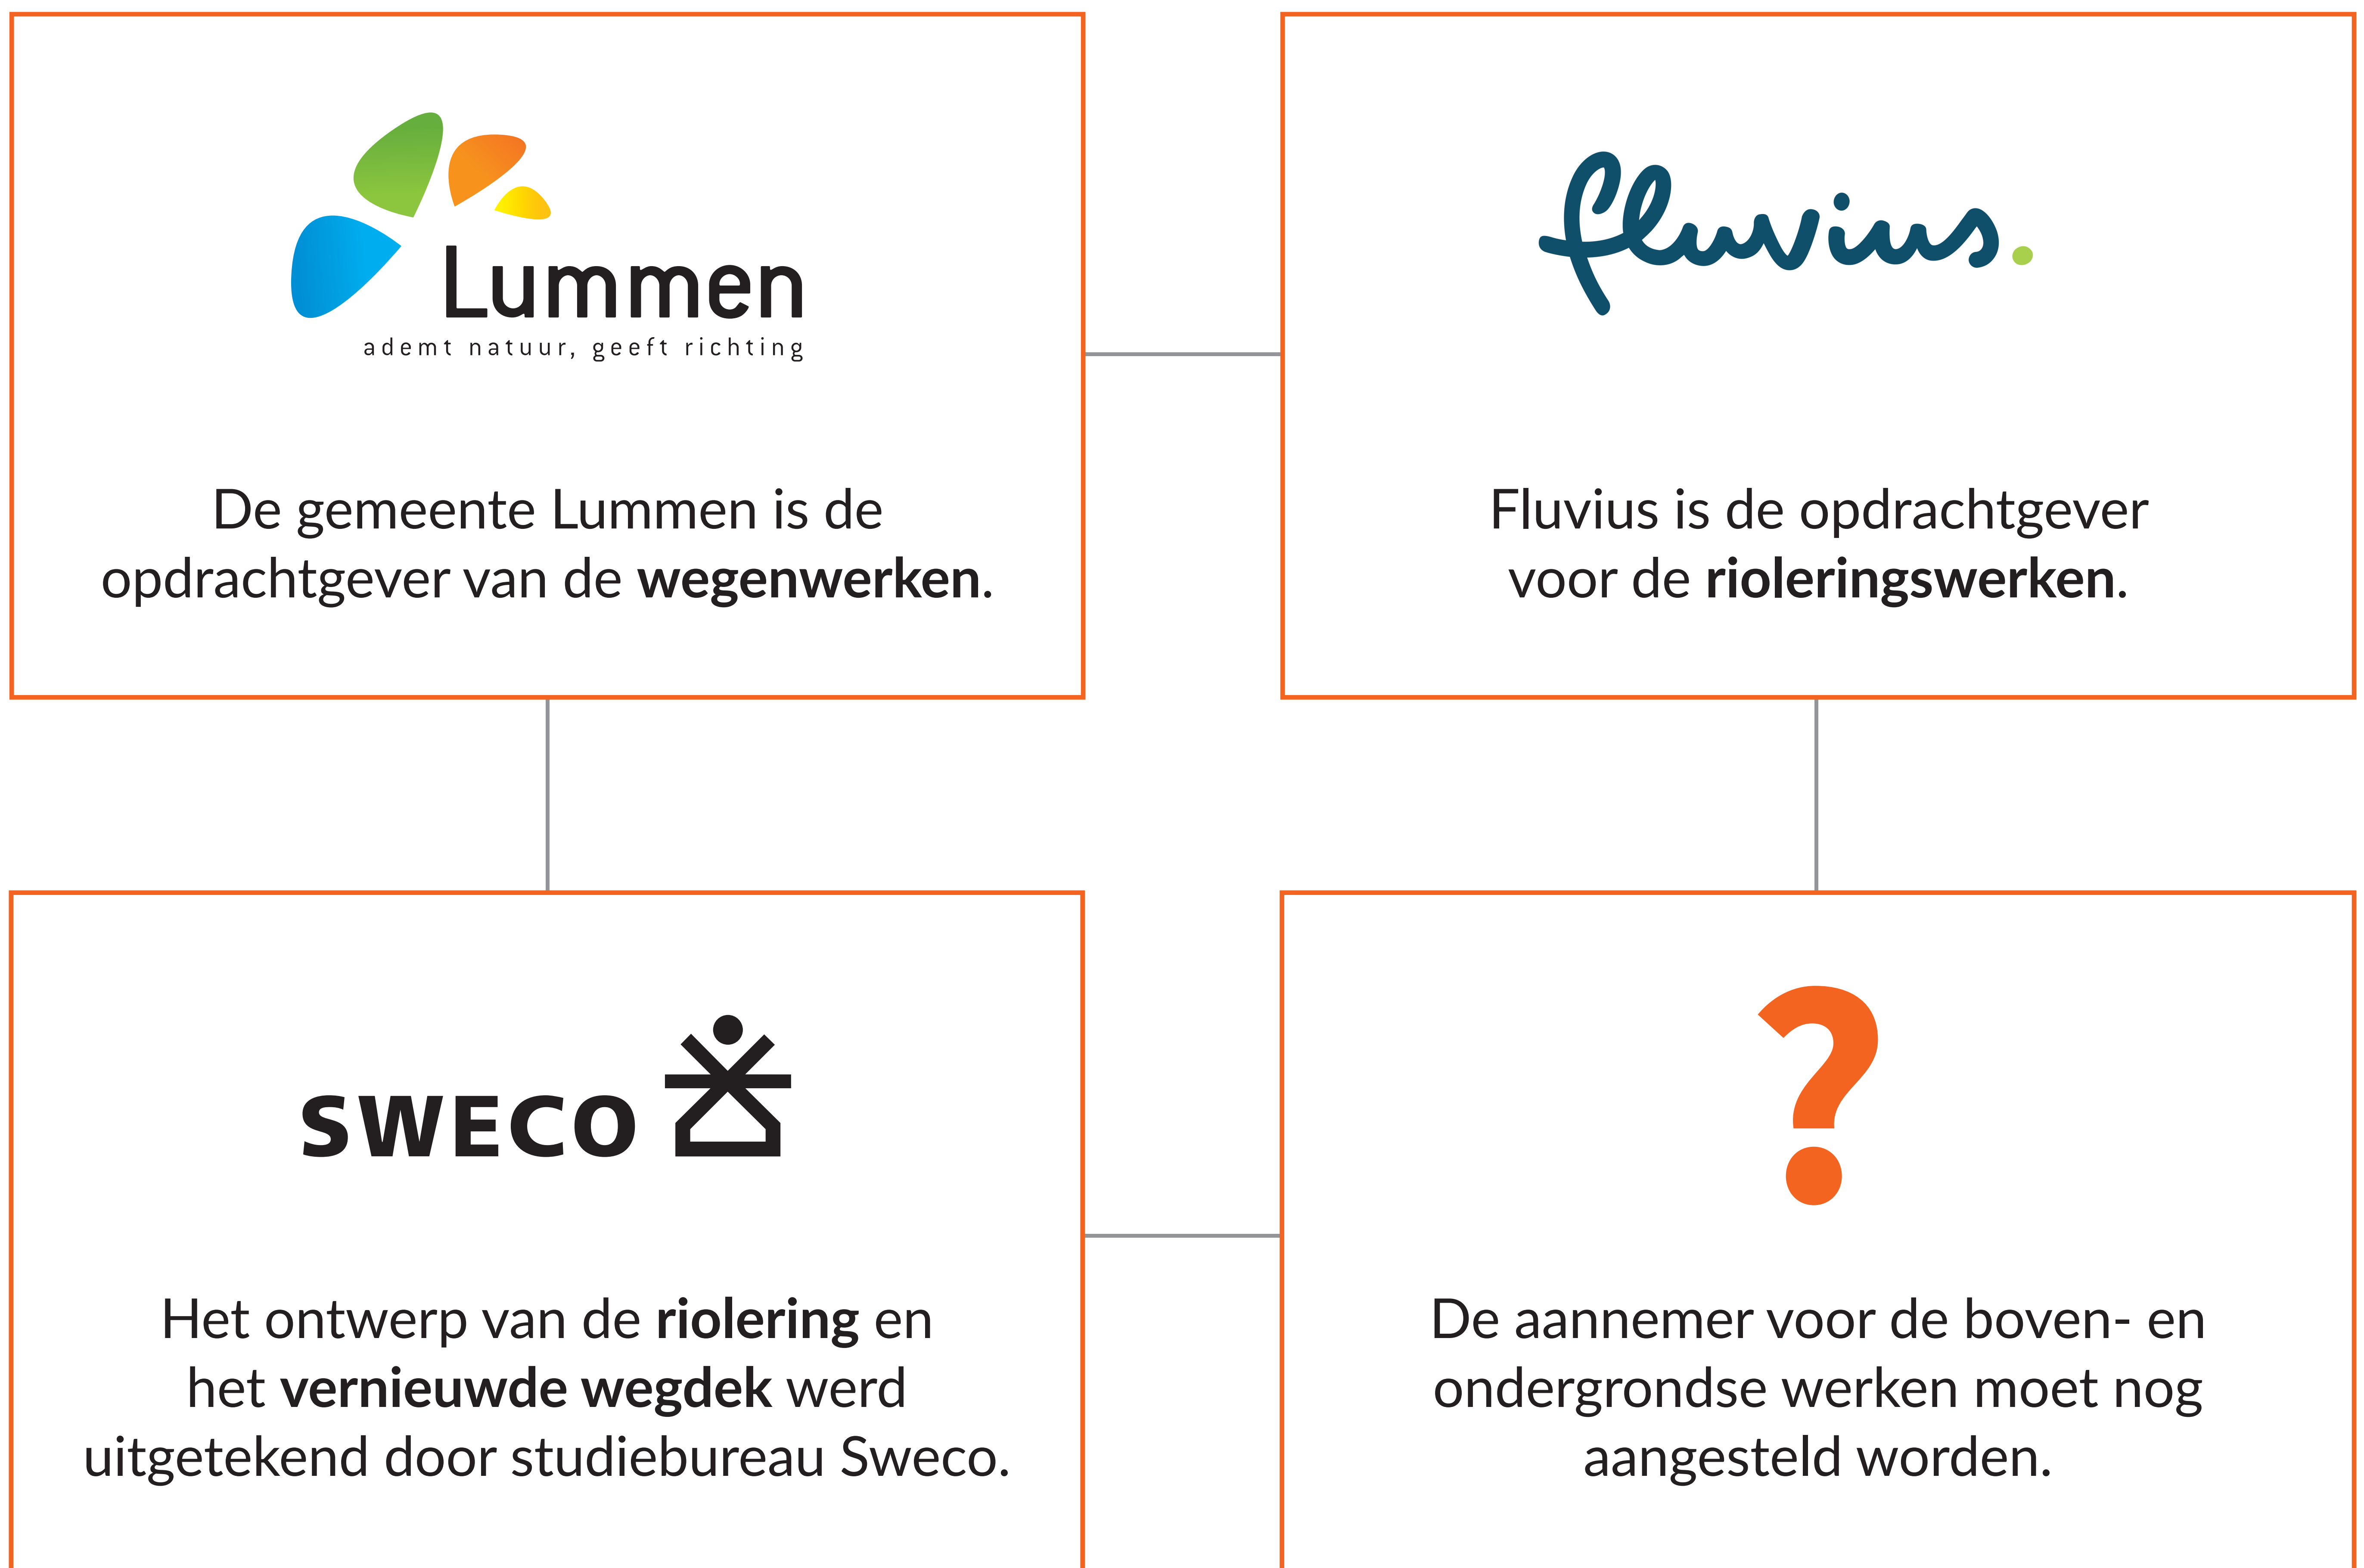 Lummen
ademt natuur, geeft richting
De gemeente Lummen is de
opdrachtgever van de wegenwerken.
fluvius.
Fluvius is de opdrachtgever
voor de rioleringswerken.
SWECO
Het ontwerp van de riolering en
het vernieuwde wegdek werd
uitgetekend door studiebureau Sweco.
?
De aannemer voor de boven- en
ondergrondse werken moet nog
aangesteld worden.